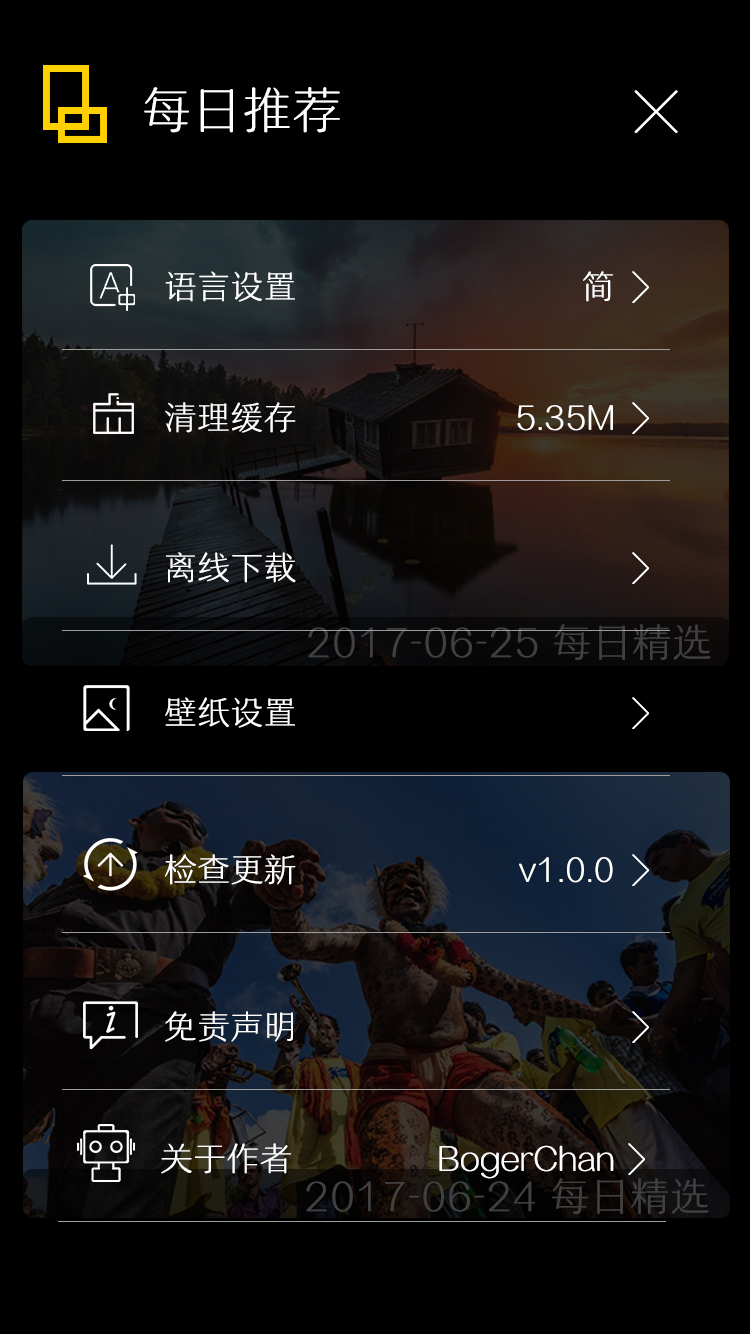 每日推荐
语言设置 简
清理缓存 5.35M
离线下载
2017-06-25 每日精选
壁纸设置
检查更新 v1.0.0
免责声明
关于作者 BogerChan
2017-06-24 每日精选